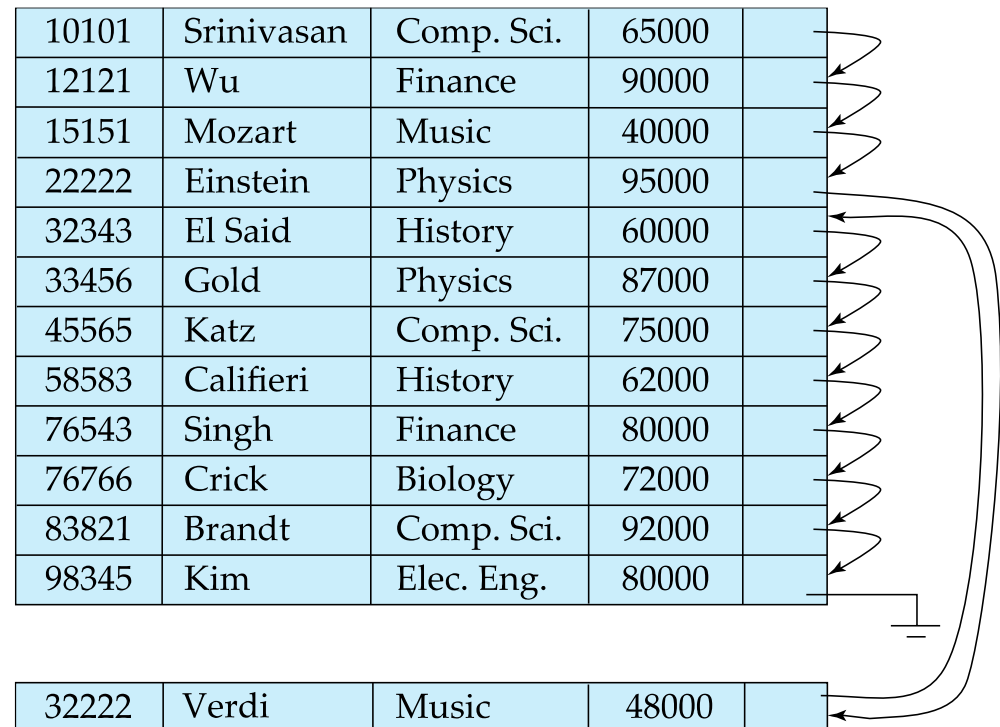 10101 Srinivasan Comp. Sci. 65000
12121 Wu Finance 90000
15151 Mozart Music 40000
22222 Einstein Physics 95000
32343 El Said History 60000
33456 Gold Physics 87000
45565 Katz Comp. Sci. 75000
58583 Califieri History 62000
76543 Singh Finance 80000
76766 Crick Biology 72000
83821 Brandt Comp. Sci. 92000
98345 Kim Elec. Eng. 80000
32222 Verdi Music 48000